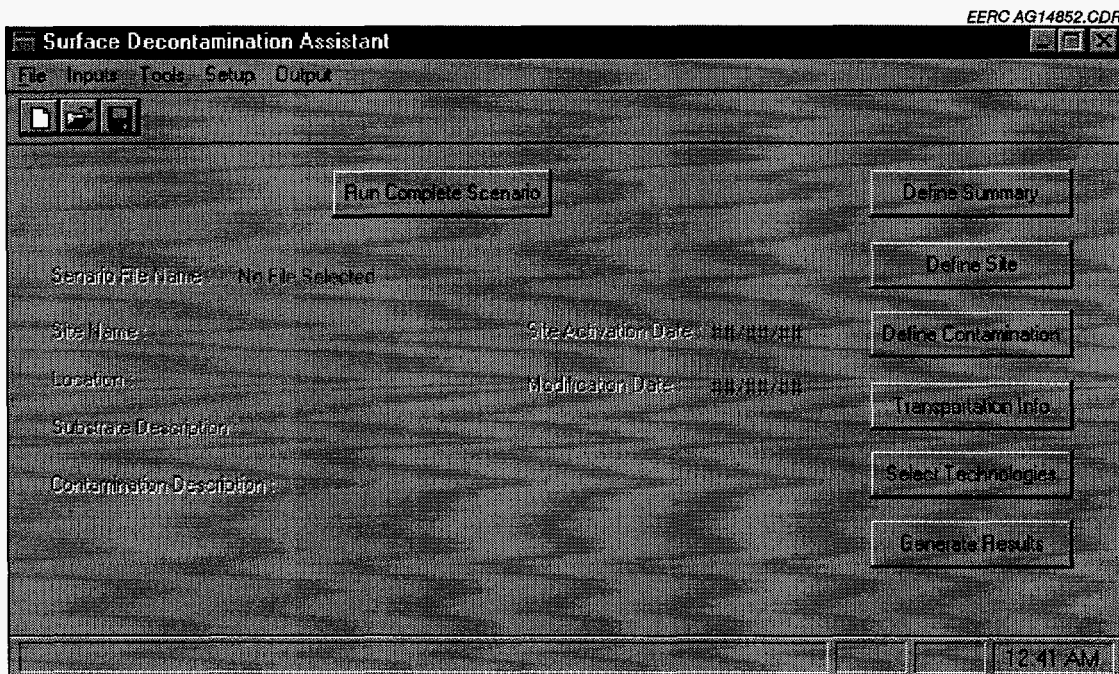 EERC AG14852.CDR
Surface Decontamination Assistant
File Inputs Tools Setup Output
Run Complete Scenario
Define Summary
Senario File Name : No File Selected
Define Site
Site Name :
Site Activation Date : ##/##/##
Define Contamination
Location :
Modification Date : ##/##/##
Transportation Info.
Substrate Description :
Contamination Description :
Select Technologies
Generate Results
12:41 AM